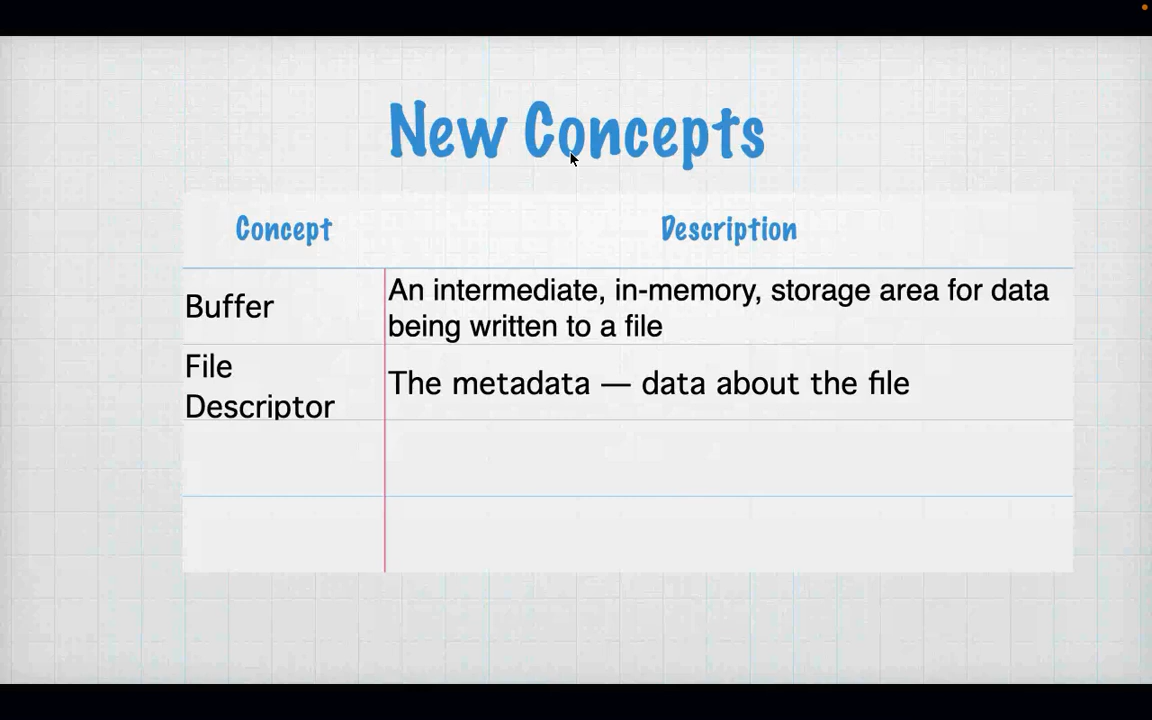 New Concepts
Concept
Description
Buffer
An intermediate, in-memory, storage area for data
being written to a file
File
Descriptor
The metadata — data about the file